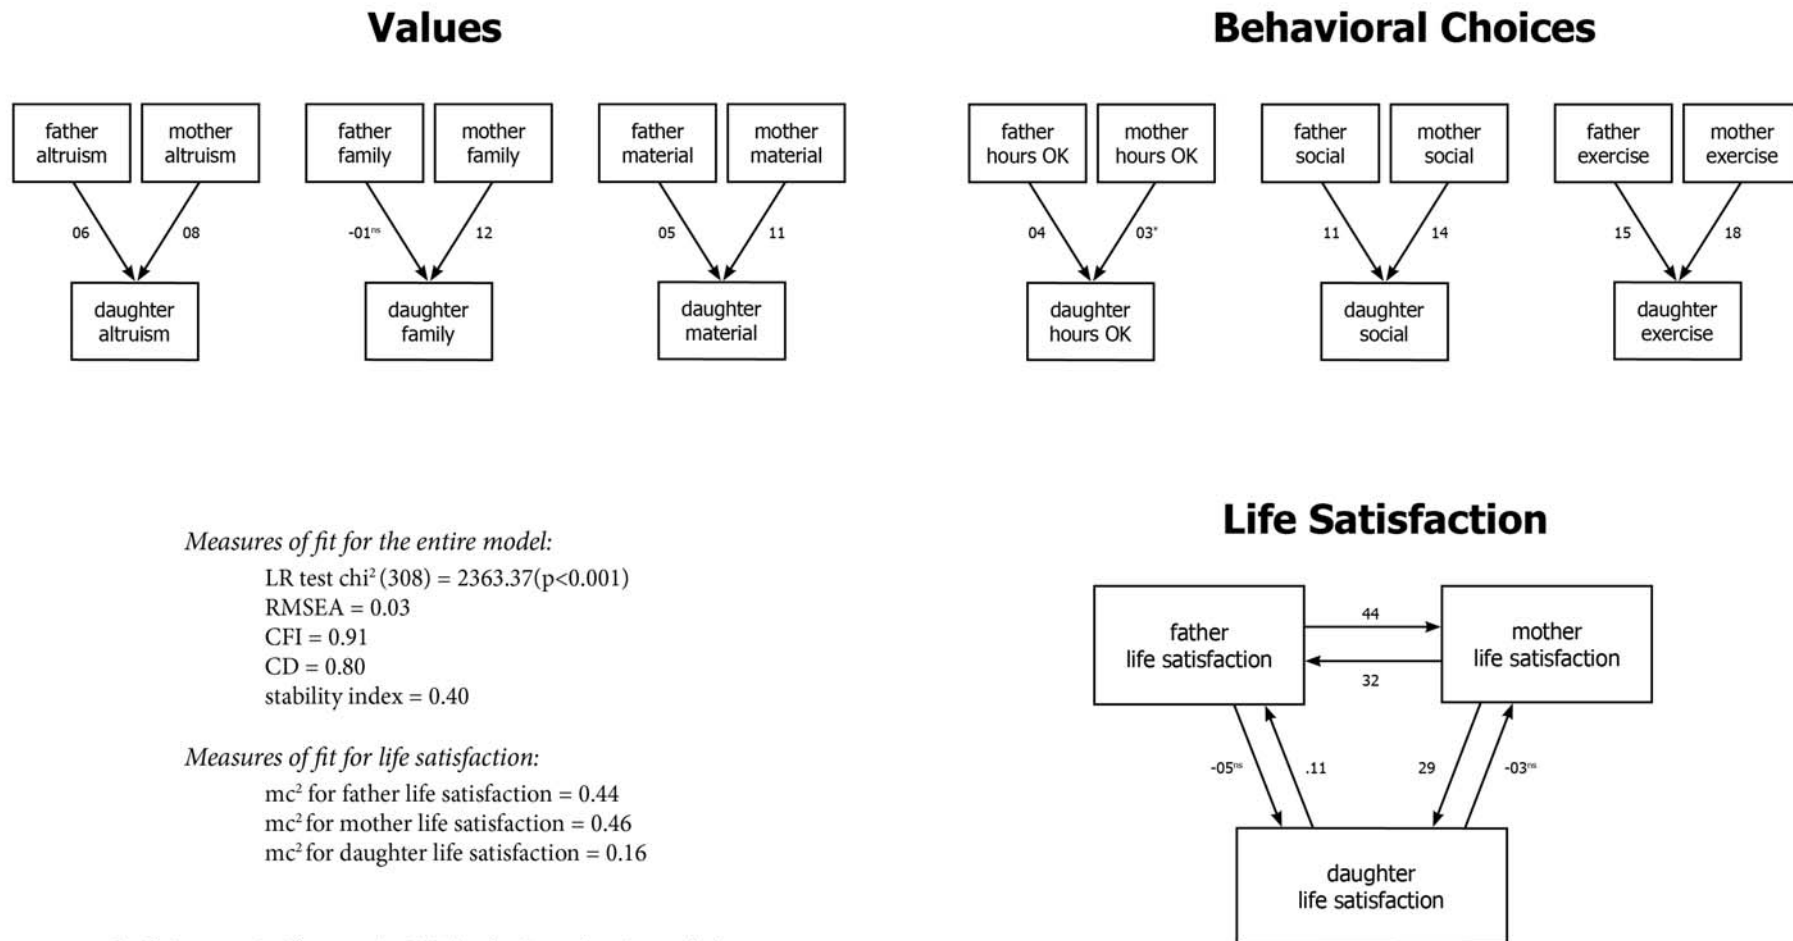 Values
Behavioral Choices
father
altruism
mother
altruism
father
family
mother
family
father
material
mother
material
06
08
-01ns
12
05
11
daughter
altruism
daughter
family
daughter
material
father
hours OK
mother
hours OK
father
social
mother
social
father
exercise
mother
exercise
04
03*
11
14
15
18
daughter
hours OK
daughter
social
daughter
exercise
Measures of fit for the entire model:
LR test chi² (308) = 2363.37(p<0.001)
RMSEA = 0.03
CFI = 0.91
CD = 0.80
stability index = 0.40
Measures of fit for life satisfaction:
mc² for father life satisfaction = 0.44
mc² for mother life satisfaction = 0.46
mc² for daughter life satisfaction = 0.16
Life Satisfaction
father
life satisfaction
44
32
mother
life satisfaction
-05ns
.11
29
-03ns
daughter
life satisfaction